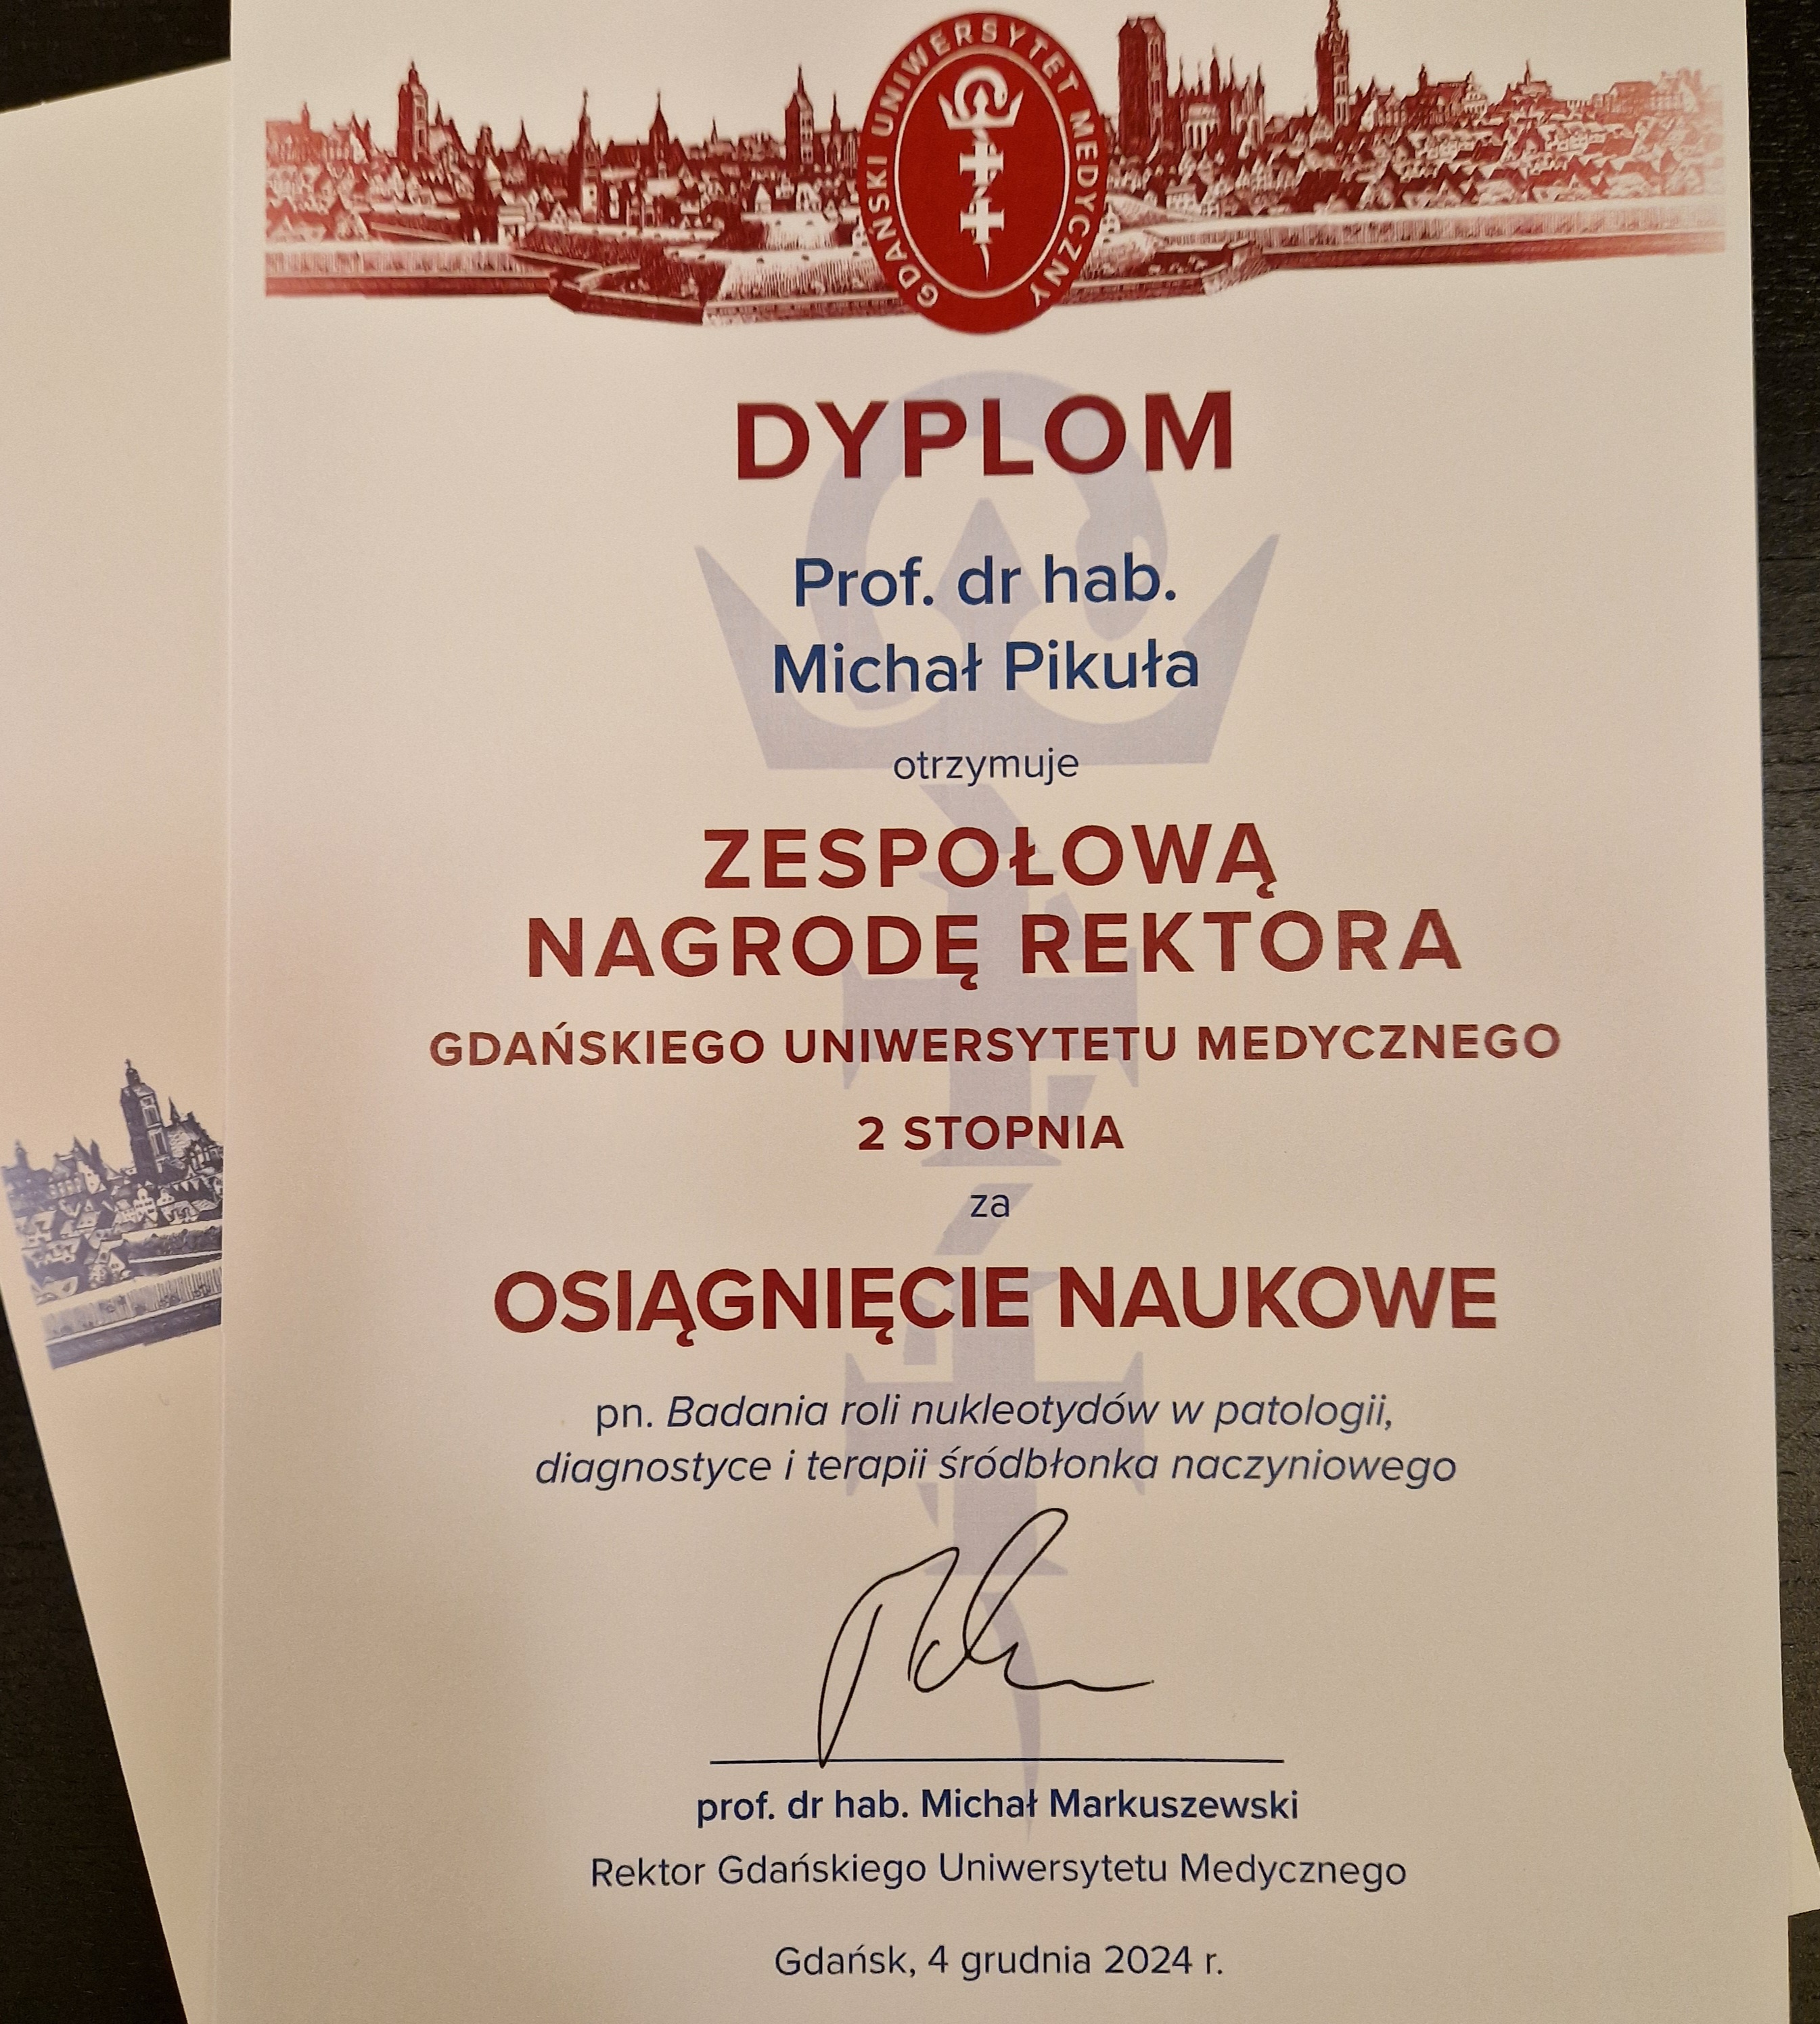 GDAŃSKI UNIWERSYTET MEDYCZNY
DYPLOM
Prof. dr hab.
Michał Pikuła
otrzymuje
ZESPOŁOWĄ
NAGRODĘ REKTORA
GDAŃSKIEGO UNIWERSYTETU MEDYCZNEGO
2 STOPNIA
za
OSIĄGNIĘCIE NAUKOWE
pn. Badania roli nukleotydów w patologii,
diagnostyce i terapii śródbłonka naczyniowego
prof. dr hab. Michał Markuszewski
Rektor Gdańskiego Uniwersytetu Medycznego
Gdańsk, 4 grudnia 2024 r.